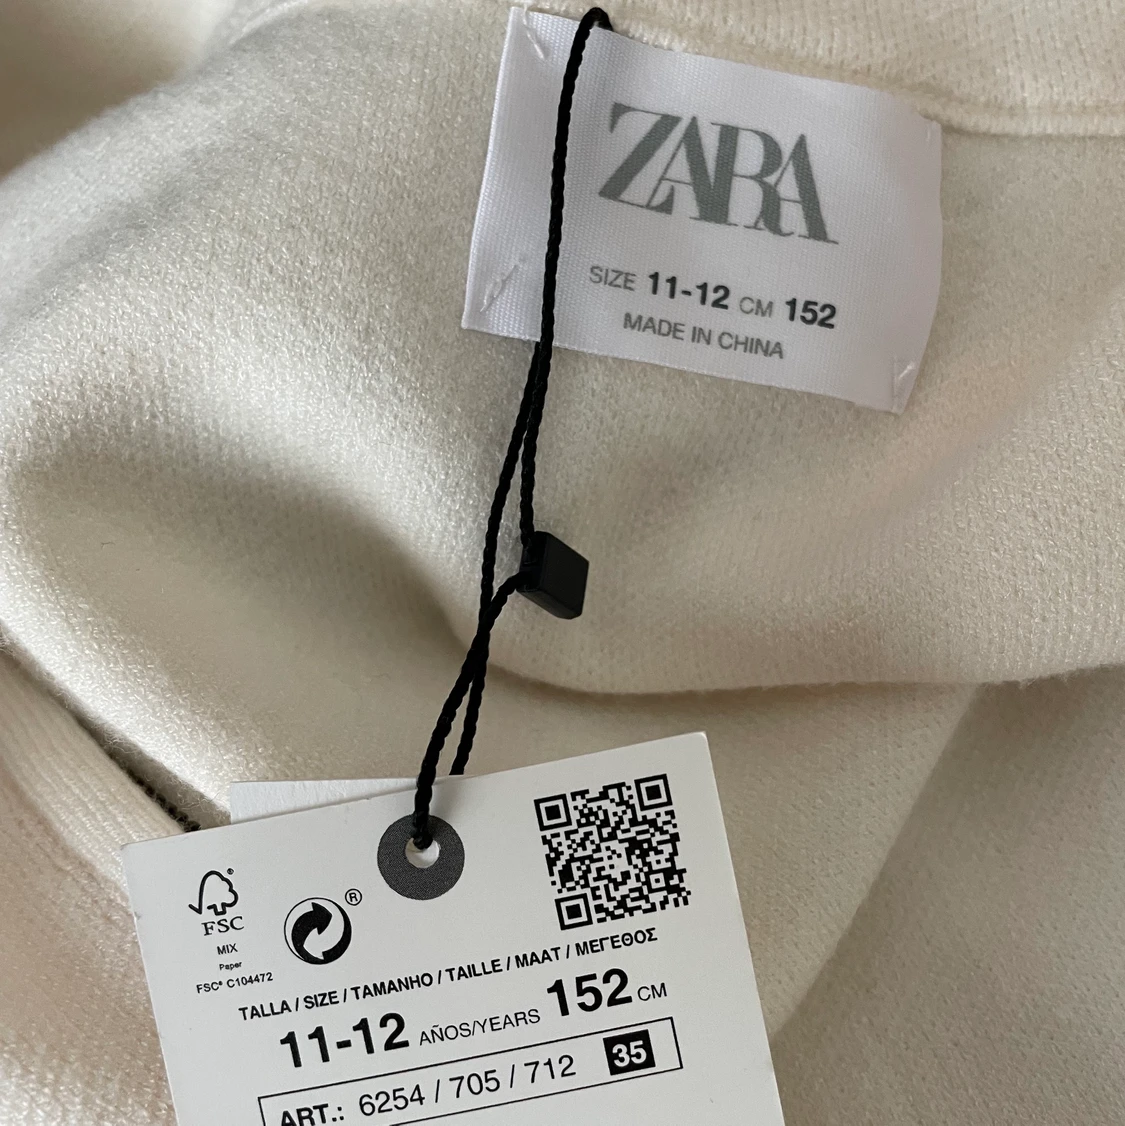 ZARA
SIZE 11-12 CM 152
MADE IN CHINA
FSC®
MIX
Paper
FSC® C104472
®
TALLA / SIZE / TAMANHO / TAILLE / MAAT / ΜΕΓΕΘΟΣ
11-12 AÑOS/YEARS 152 CM
ART.: 6254 / 705 / 712 35